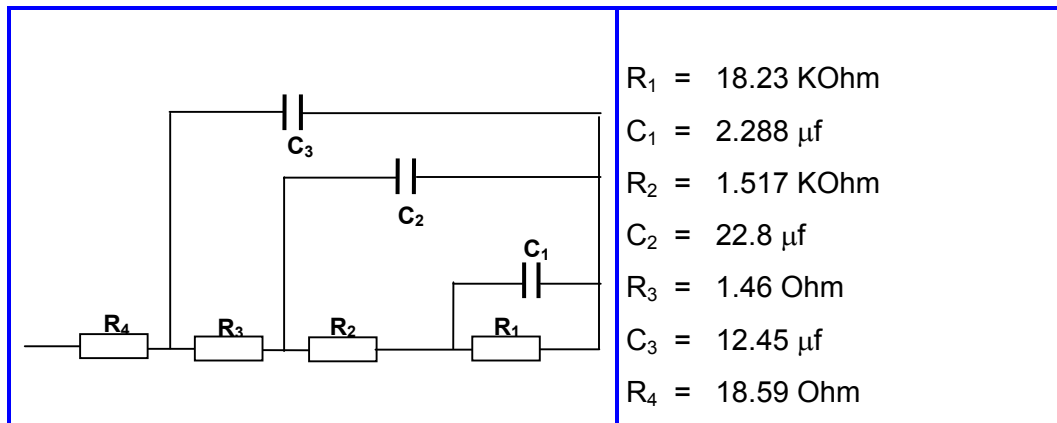 C₃
C₂
C₁
R₄
R₃
R₂
R₁
R₁ = 18.23 KOhm
C₁ = 2.288 μf
R₂ = 1.517 KOhm
C₂ = 22.8 μf
R₃ = 1.46 Ohm
C₃ = 12.45 μf
R₄ = 18.59 Ohm